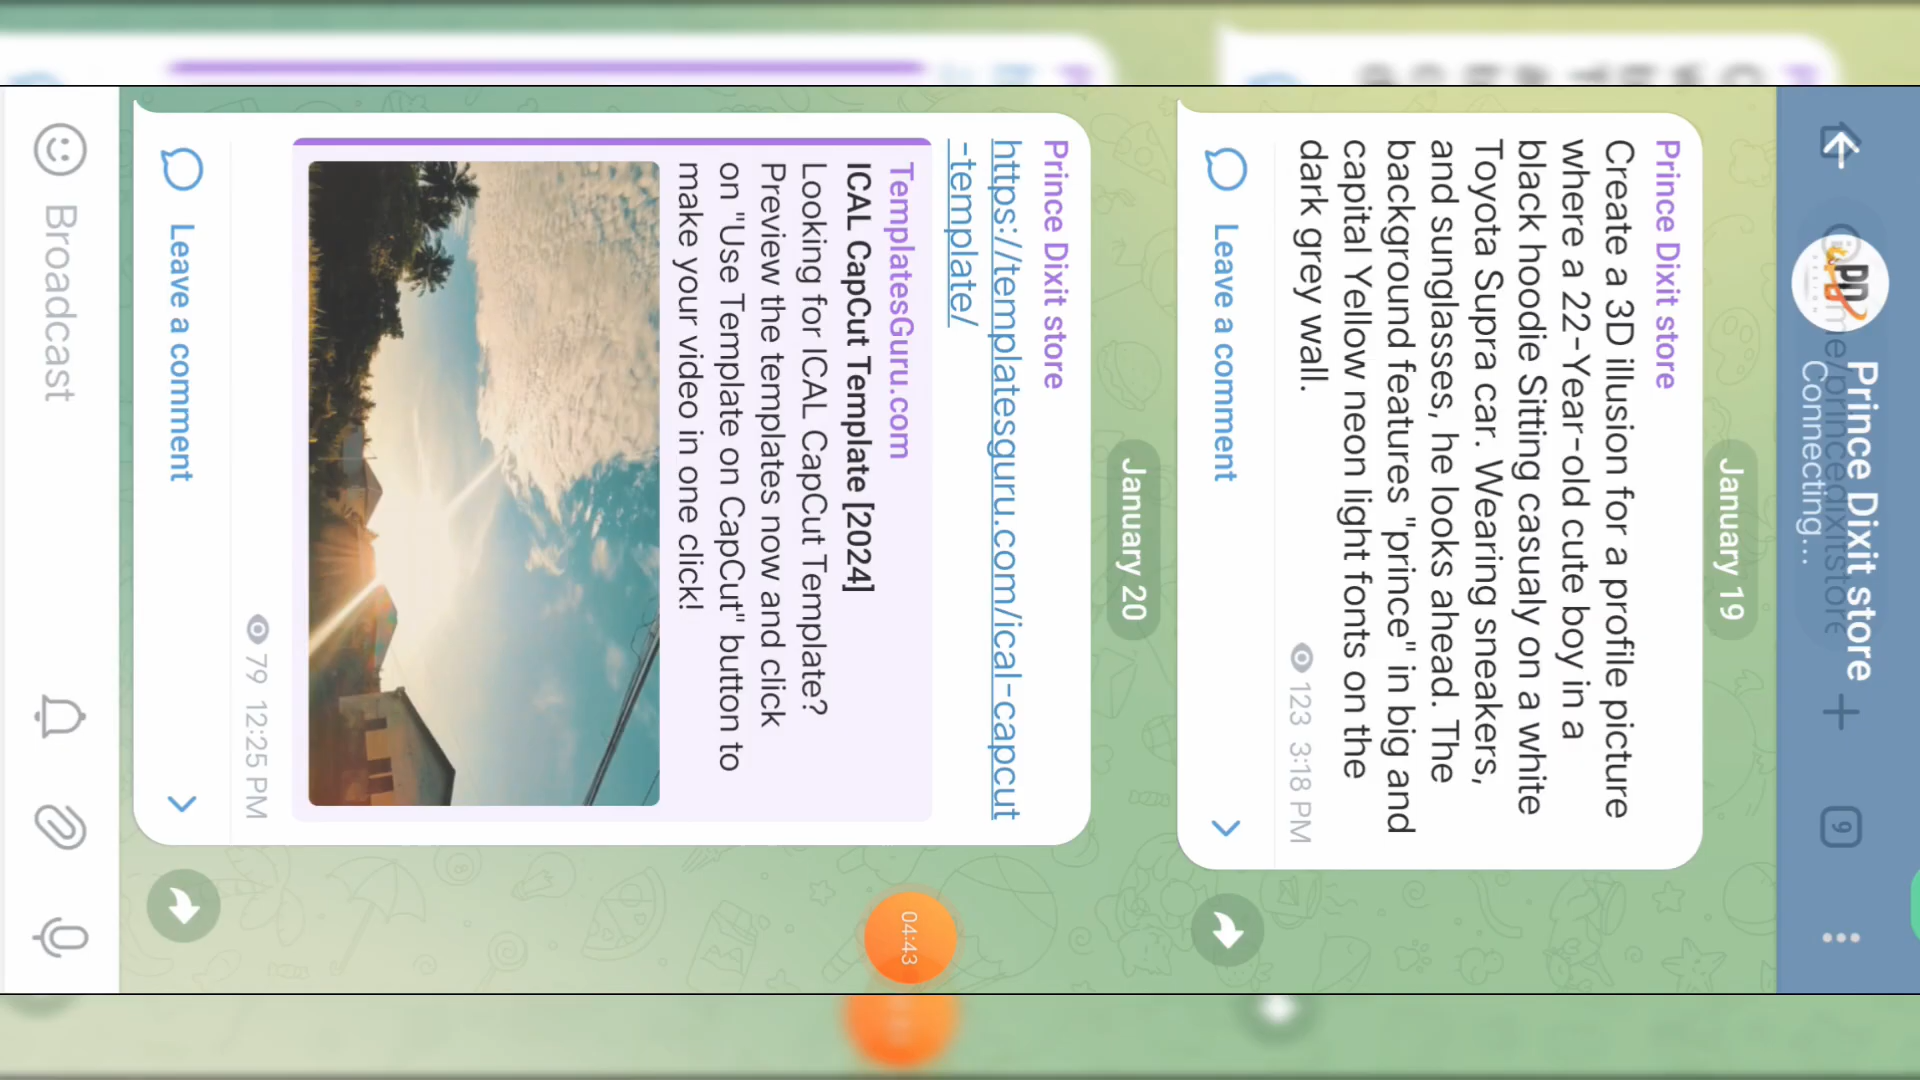 Prince Dixit store
Connecting...
9
January 19
Prince Dixit store
Create a 3D illusion for a profile picture
where a 22-Year-old cute boy in a
black hoodie Sitting casualy on a white
Toyota Supra car. Wearing sneakers,
and sunglasses, he looks ahead. The
background features "prince" in big and
capital Yellow neon light fonts on the
dark grey wall.
123 3:18 PM
Leave a comment
January 20
Prince Dixit store
https://templatesguru.com/ical-capcut
-template/
TemplatesGuru.com
ICAL CapCut Template [2024]
Looking for ICAL CapCut Template?
Preview the templates now and click
on "Use Template on CapCut" button to
make your video in one click!
79 12:25 PM
Leave a comment
04:43
Broadcast